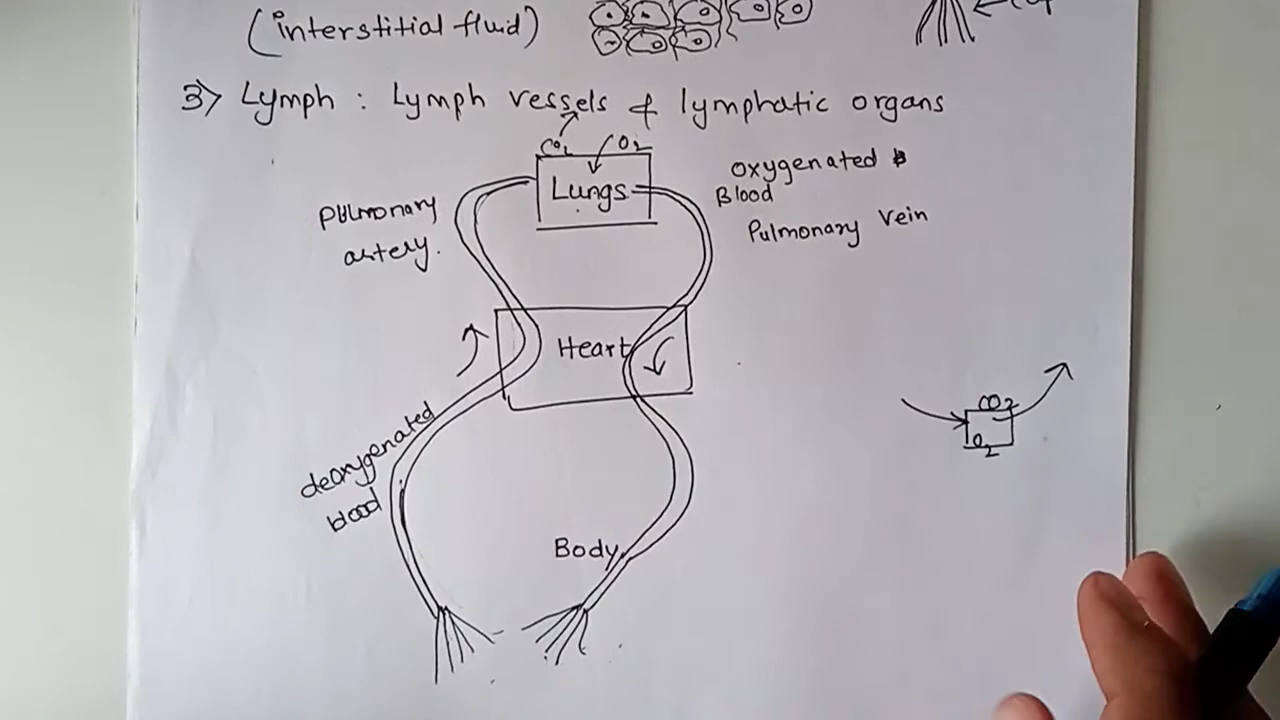 (interstitial fluid)
3) Lymph : Lymph vessels & lymphatic organs
CO2 O2
Lungs
oxygenated
Blood
Pulmonary vein
Pulmonary
artery.
Heart
deoxygenated
blood
Body
CO2
O2